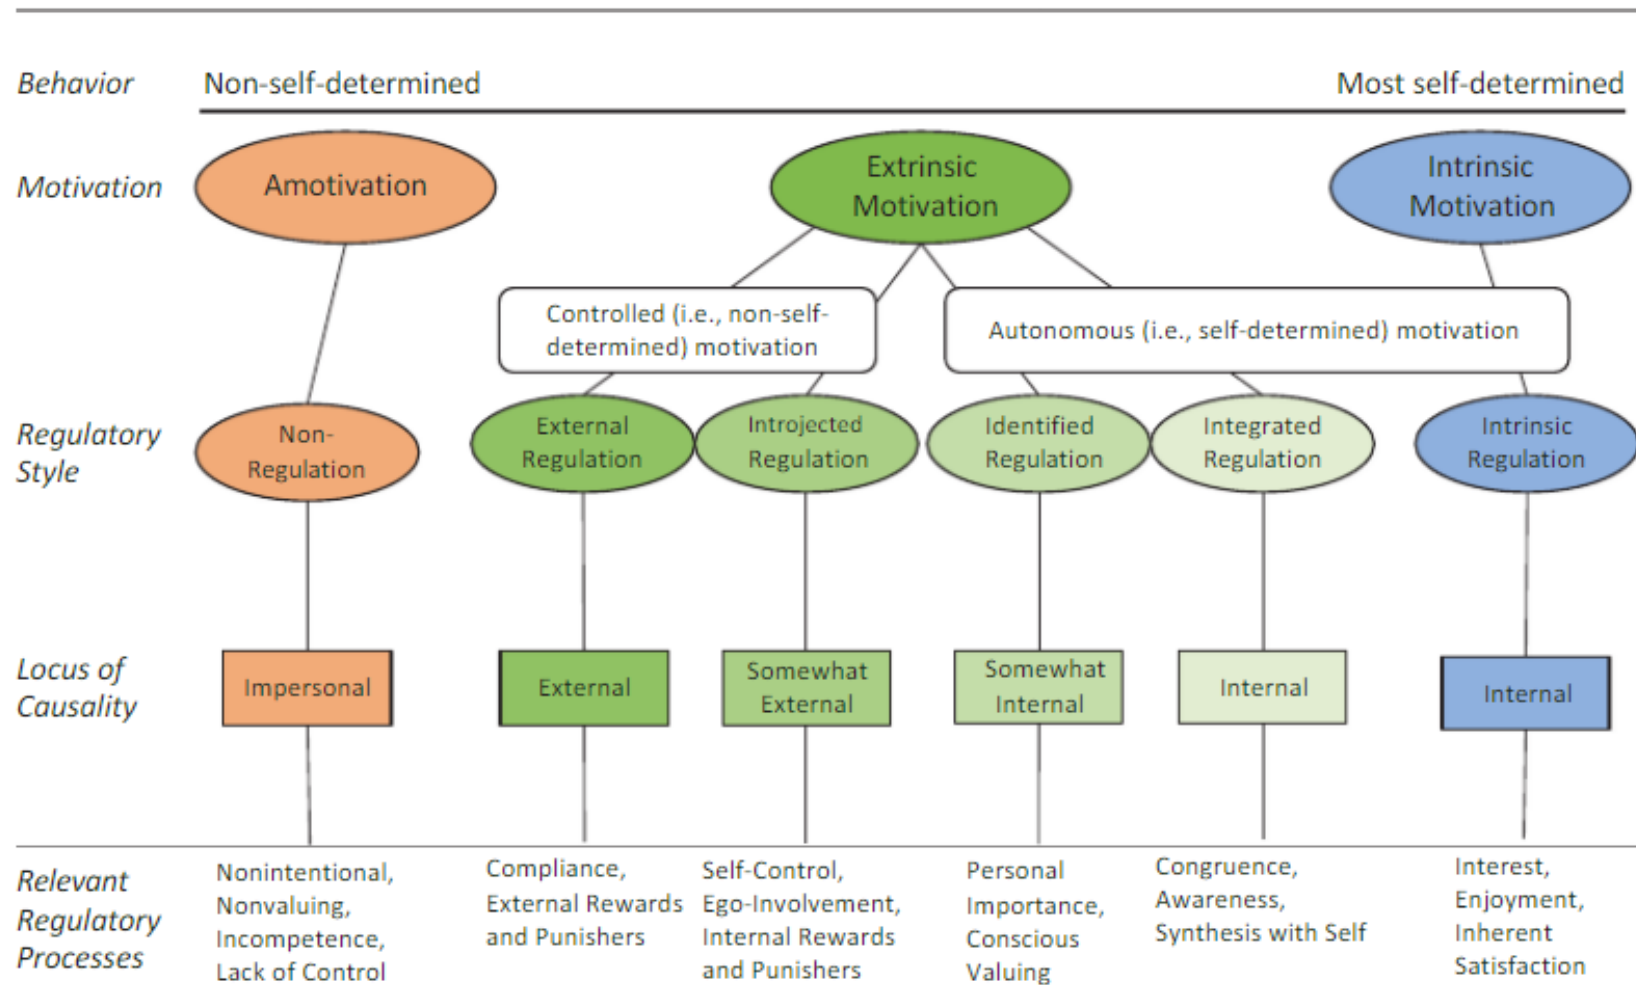 Behavior
Non-self-determined
Most self-determined
Motivation
Amotivation
Extrinsic
Motivation
Intrinsic
Motivation
Controlled (i.e., non-self-
determined) motivation
Autonomous (i.e., self-determined) motivation
Regulatory
Style
Non-
Regulation
External
Regulation
Introjected
Regulation
Identified
Regulation
Integrated
Regulation
Intrinsic
Regulation
Locus of
Causality
Impersonal
External
Somewhat
External
Somewhat
Internal
Internal
Internal
Relevant
Regulatory
Processes
Nonintentional,
Nonvaluing,
Incompetence,
Lack of Control
Compliance,
External Rewards
and Punishers
Self-Control,
Ego-Involvement,
Internal Rewards
and Punishers
Personal
Importance,
Conscious
Valuing
Congruence,
Awareness,
Synthesis with Self
Interest,
Enjoyment,
Inherent
Satisfaction